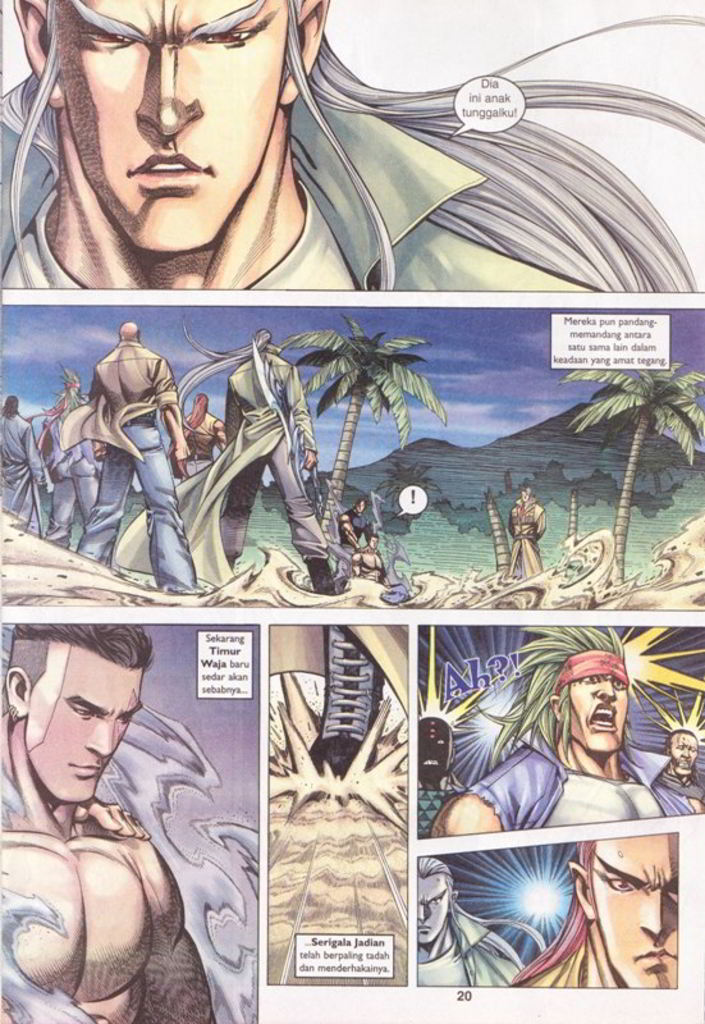 Dia
ini anak
tunggalku!
Mereka pun pandang-
memandang antara
satu sama lain dalam
keadaan yang amat tegang.
!
Sekarang
Timur
Waja baru
sedar akan
sebabnya...
...Serigala Jadian
telah berpaling tadah
dan menderhakainya.
Ah?!
20